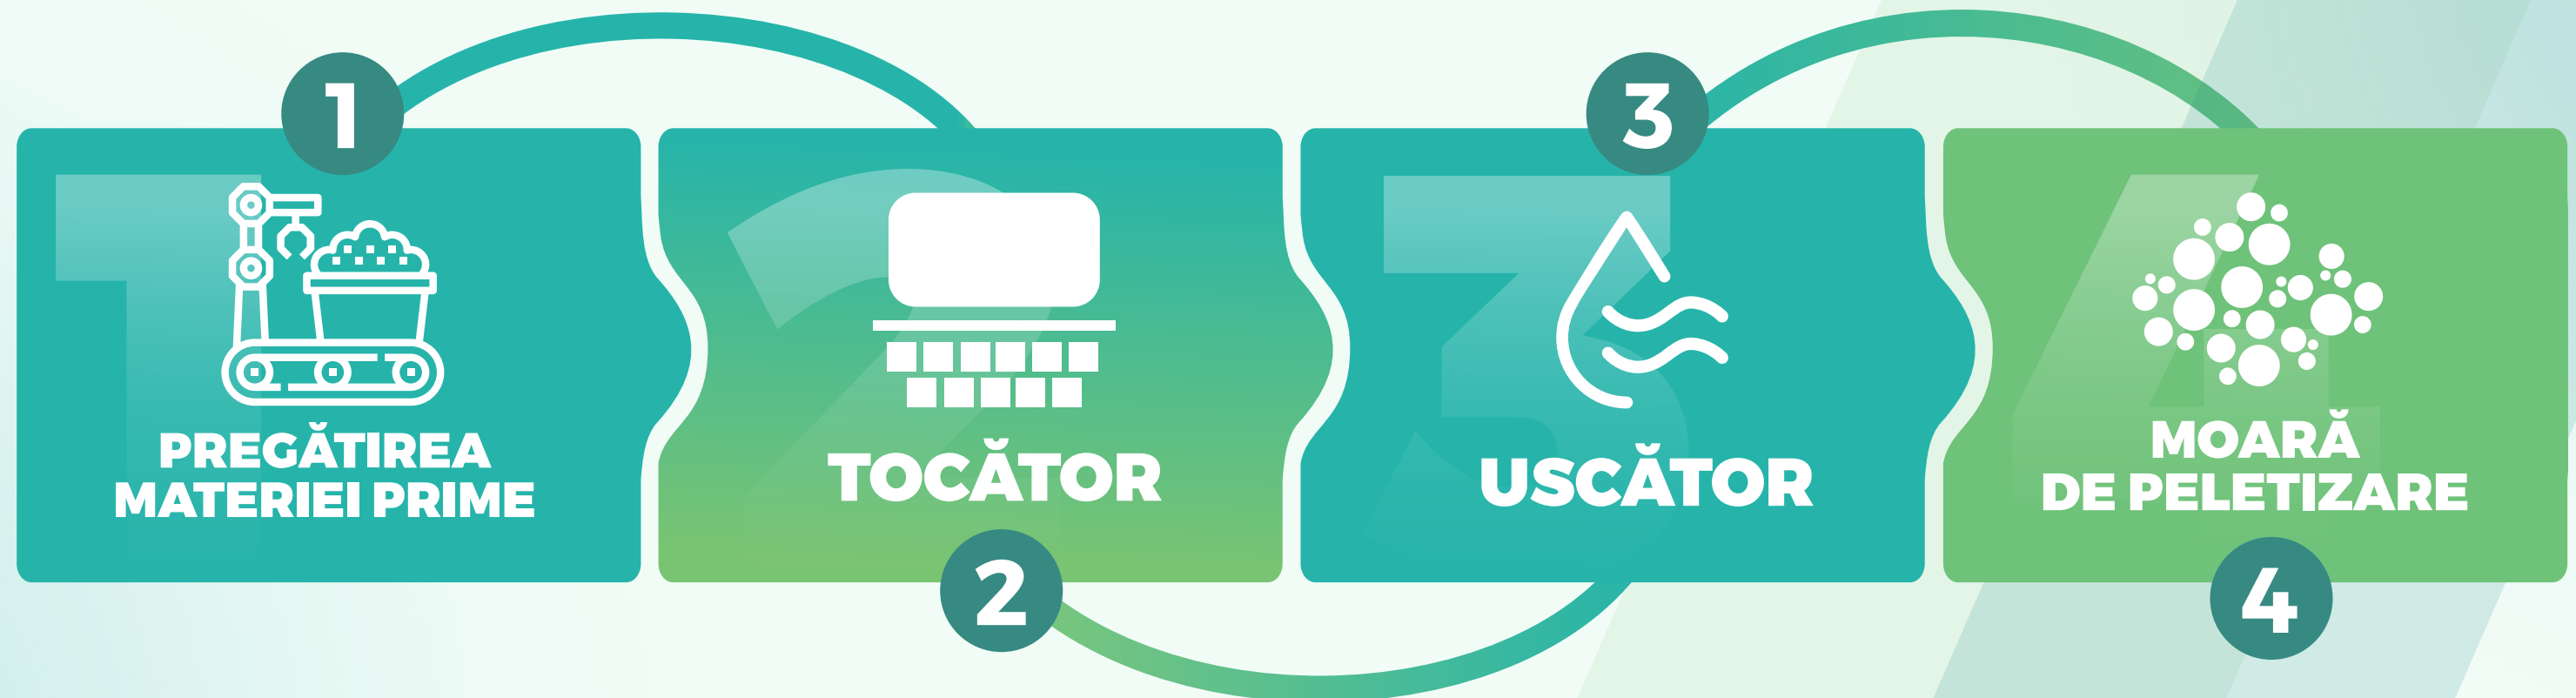 1
PREGĂTIREA
MATERIEI PRIME
2
TOCĂTOR
3
USCĂTOR
4
MOARĂ
DE PELETIZARE